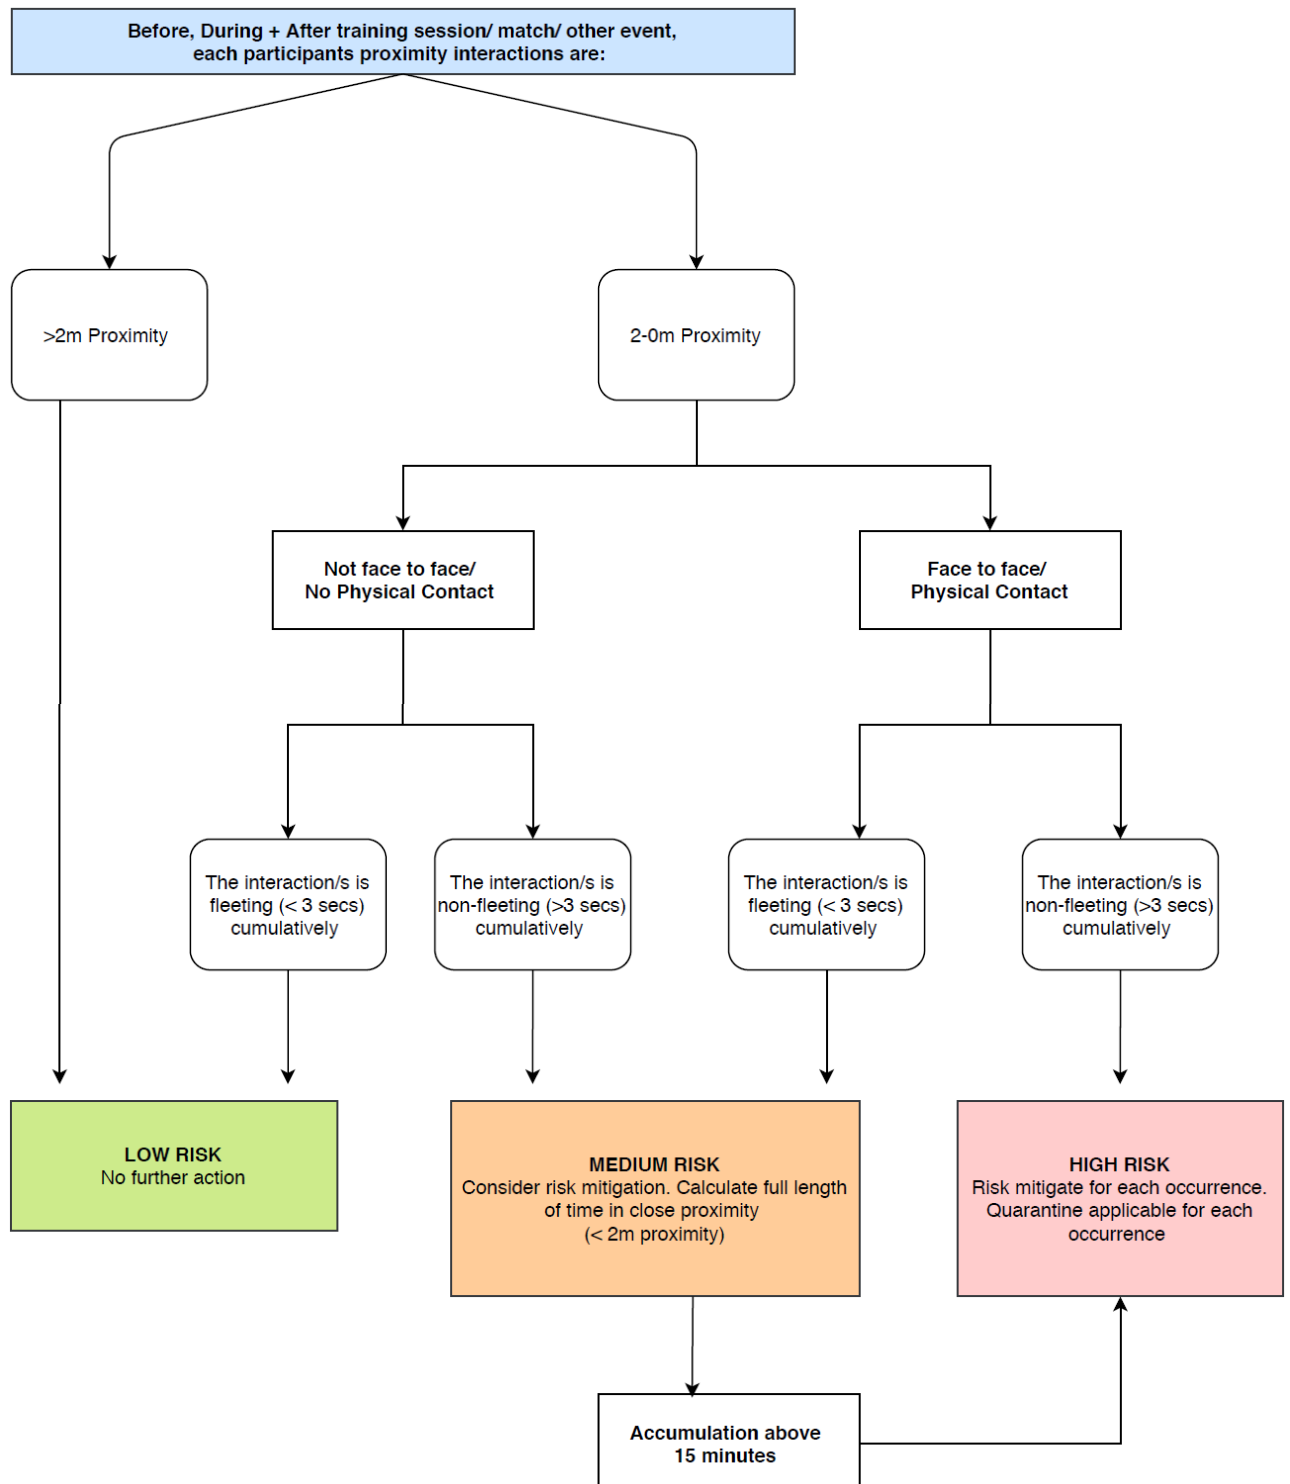 Before, During + After training session/ match/ other event,
each participants proximity interactions are:
>2m Proximity
2-0m Proximity
Not face to face/
No Physical Contact
Face to face/
Physical Contact
The interaction/s is
fleeting (< 3 secs)
cumulatively
The interaction/s is
non-fleeting (>3 secs)
cumulatively
The interaction/s is
fleeting (< 3 secs)
cumulatively
The interaction/s is
non-fleeting (>3 secs)
cumulatively
LOW RISK
No further action
MEDIUM RISK
Consider risk mitigation. Calculate full length
of time in close proximity
(< 2m proximity)
HIGH RISK
Risk mitigate for each occurrence.
Quarantine applicable for each
occurrence
Accumulation above
15 minutes